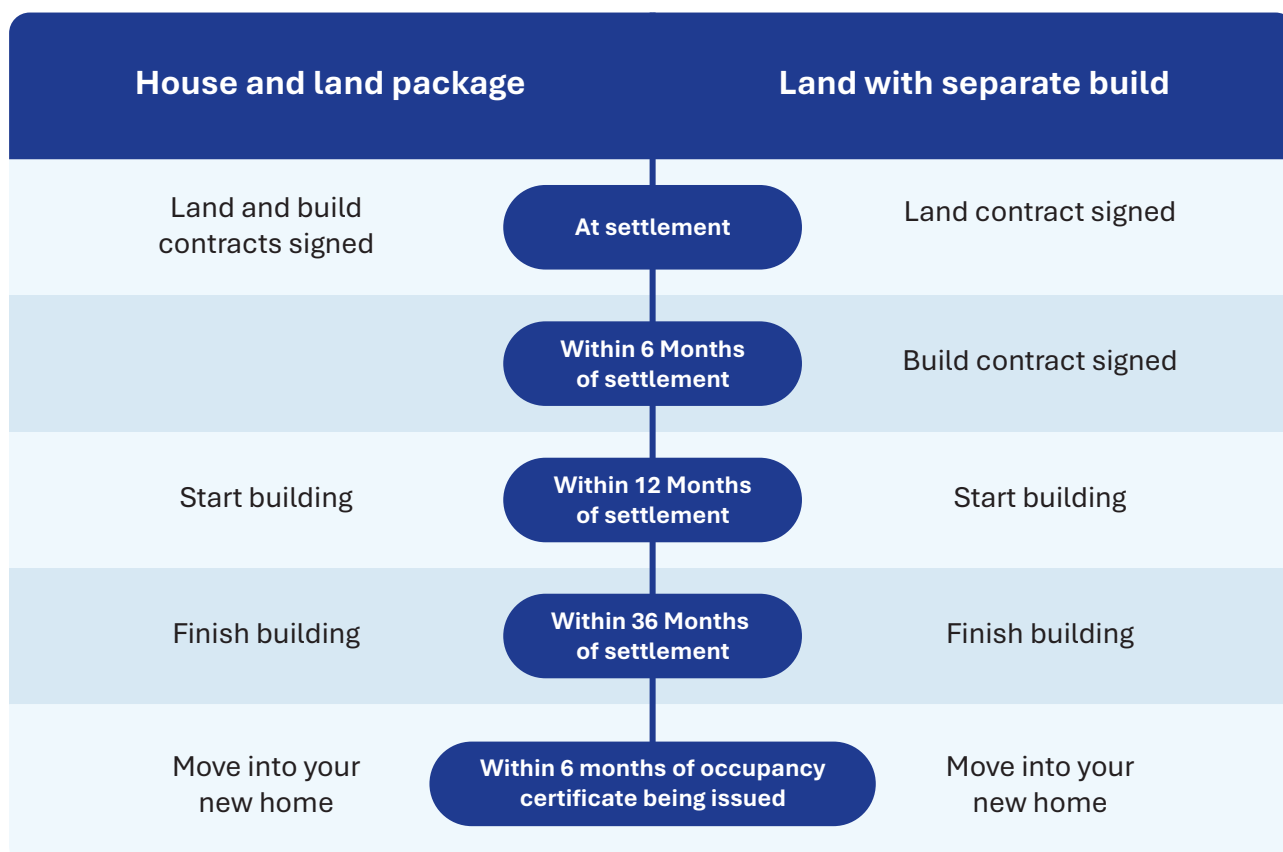 House and land package
Land with separate build
Land and build
contracts signed
At settlement
Land contract signed
Within 6 Months
of settlement
Build contract signed
Start building
Within 12 Months
of settlement
Start building
Finish building
Within 36 Months
of settlement
Finish building
Move into your
new home
Within 6 months of occupancy
certificate being issued
Move into your
new home